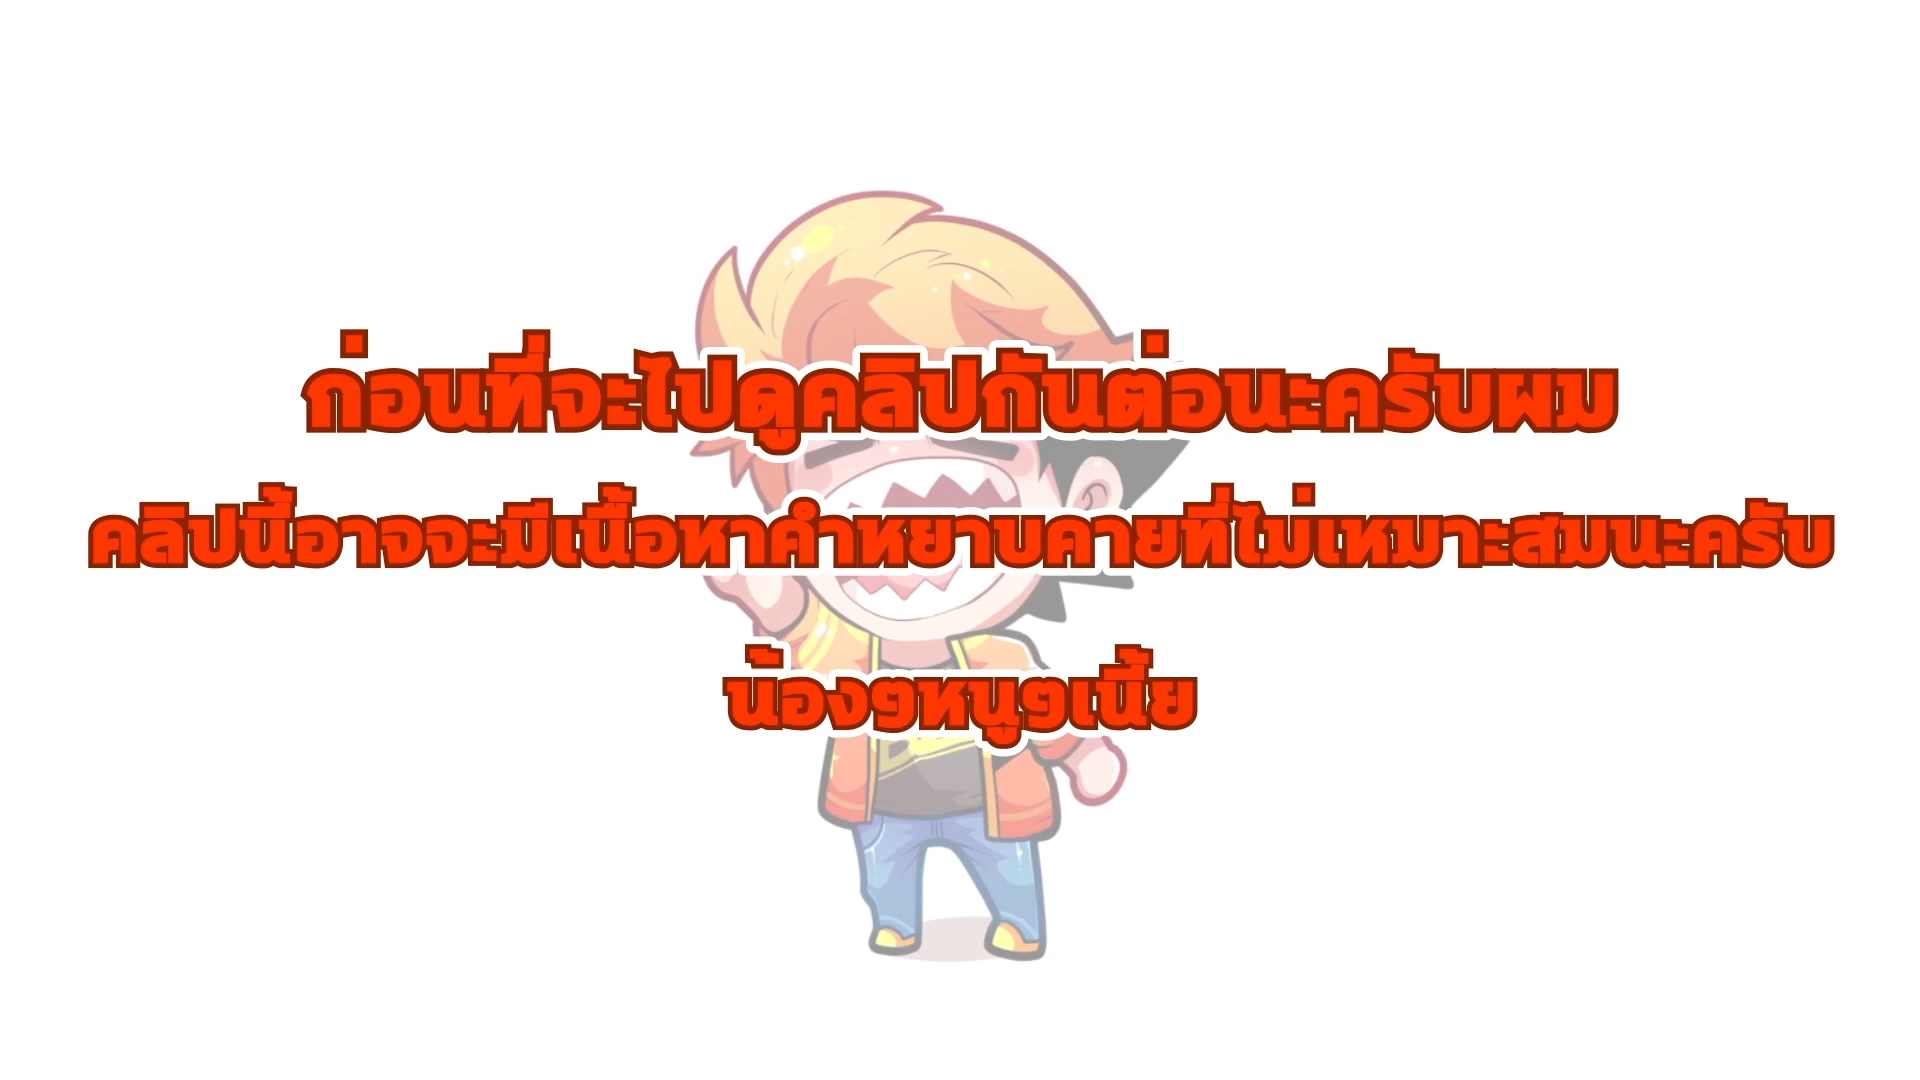 ก่อนที่จะไปดูคลิปกันต่อนะครับผม
คลิปนี้อาจจะมีเนื้อหาคำหยาบคายที่ไม่เหมาะสมนะครับ
น้องๆหนูๆเนี้ย